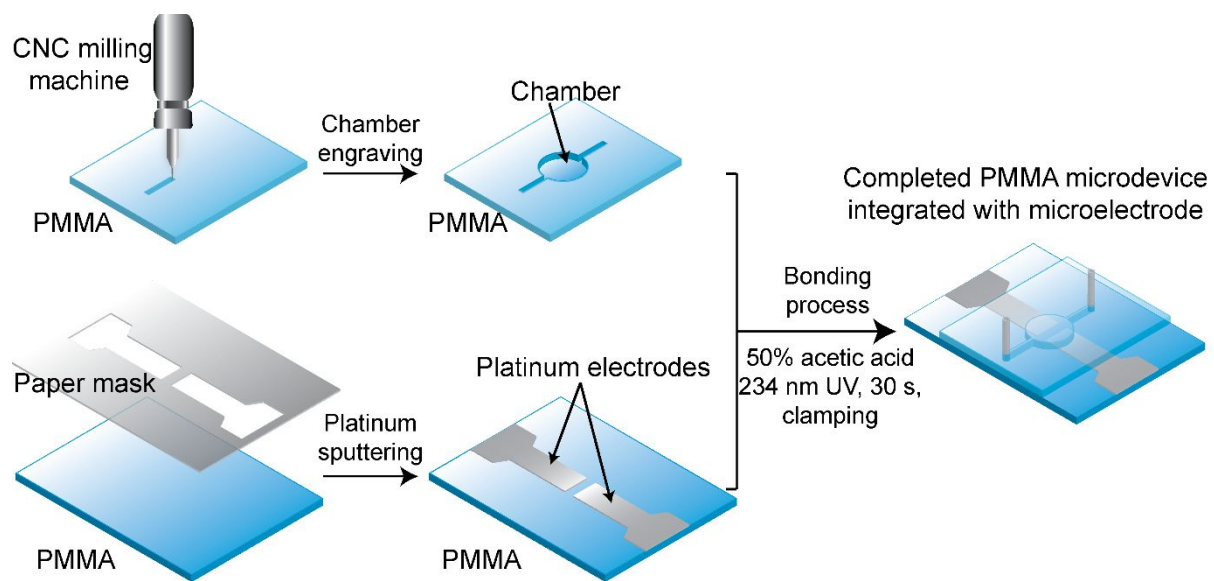 CNC milling
machine
PMMA
Chamber
engraving
Chamber
PMMA
Paper mask
PMMA
Platinum
sputtering
Platinum electrodes
PMMA
Bonding
process
50% acetic acid
234 nm UV, 30 s,
clamping
Completed PMMA microdevice
integrated with microelectrode